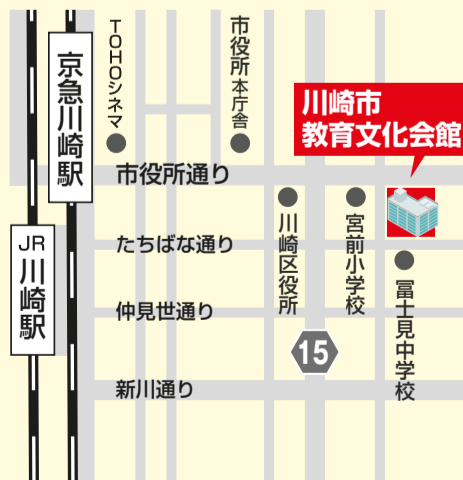 TOHOシネマ
市役所本庁舎
京急川崎駅
川崎市
教育文化会館
市役所通り
JR
川崎駅
たちばな通り
川崎区役所
宮前小学校
富士見中学校
仲見世通り
15
新川通り